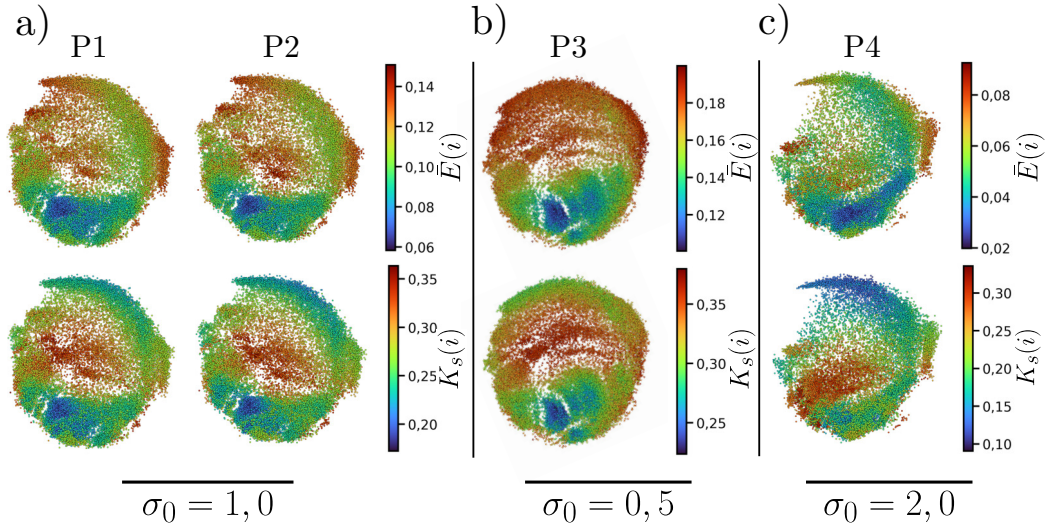 a)
P1
P2
b)
P3
c)
P4
0,14
0,12
0,10
0,08
0,06
Ē(i)
0,18
0,16
0,14
0,12
Ē(i)
0,08
0,06
0,04
0,02
Ē(i)
0,35
0,30
0,25
0,20
K_s(i)
0,35
0,30
0,25
K_s(i)
0,30
0,25
0,20
0,15
0,10
K_s(i)
σ₀ = 1,0
σ₀ = 0,5
σ₀ = 2,0